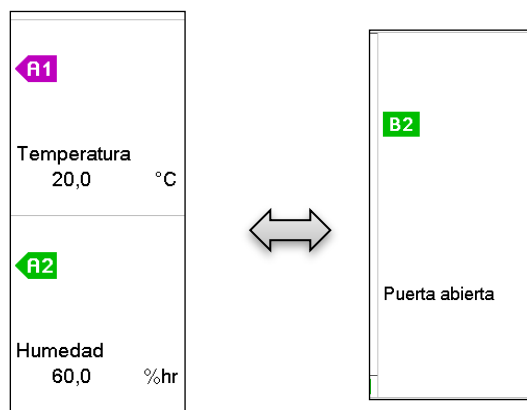 A1
Temperatura
20,0 °C
A2
Humedad
60,0 %hr
B2
Puerta abierta